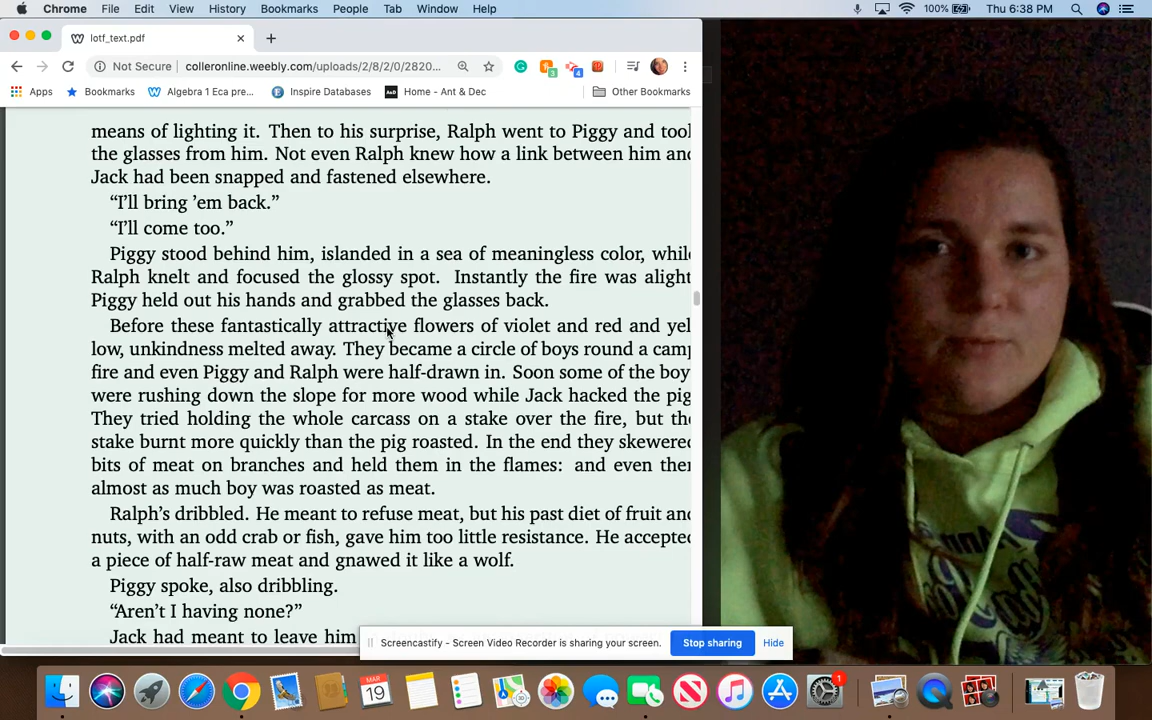 Chrome File Edit View History Bookmarks People Tab Window Help 100% Thu 6:38 PM
lotf_text.pdf
Not Secure colleronline.weebly.com/uploads/2/8/2/0/2820... 3 4
Apps Bookmarks Algebra 1 Eca pre... Inspire Databases Home - Ant & Dec Other Bookmarks
means of lighting it. Then to his surprise, Ralph went to Piggy and took
the glasses from him. Not even Ralph knew how a link between him and
Jack had been snapped and fastened elsewhere.
“I’ll bring ’em back.”
“I’ll come too.”
Piggy stood behind him, islanded in a sea of meaningless color, while
Ralph knelt and focused the glossy spot. Instantly the fire was alight
Piggy held out his hands and grabbed the glasses back.
Before these fantastically attractive flowers of violet and red and yel
low, unkindness melted away. They became a circle of boys round a camp
fire and even Piggy and Ralph were half-drawn in. Soon some of the boy
were rushing down the slope for more wood while Jack hacked the pig
They tried holding the whole carcass on a stake over the fire, but the
stake burnt more quickly than the pig roasted. In the end they skewered
bits of meat on branches and held them in the flames: and even then
almost as much boy was roasted as meat.
Ralph’s dribbled. He meant to refuse meat, but his past diet of fruit and
nuts, with an odd crab or fish, gave him too little resistance. He accepted
a piece of half-raw meat and gnawed it like a wolf.
Piggy spoke, also dribbling.
“Aren’t I having none?”
Jack had meant to leave him
Screencastify - Screen Video Recorder is sharing your screen. Stop sharing Hide
MAR
19
1